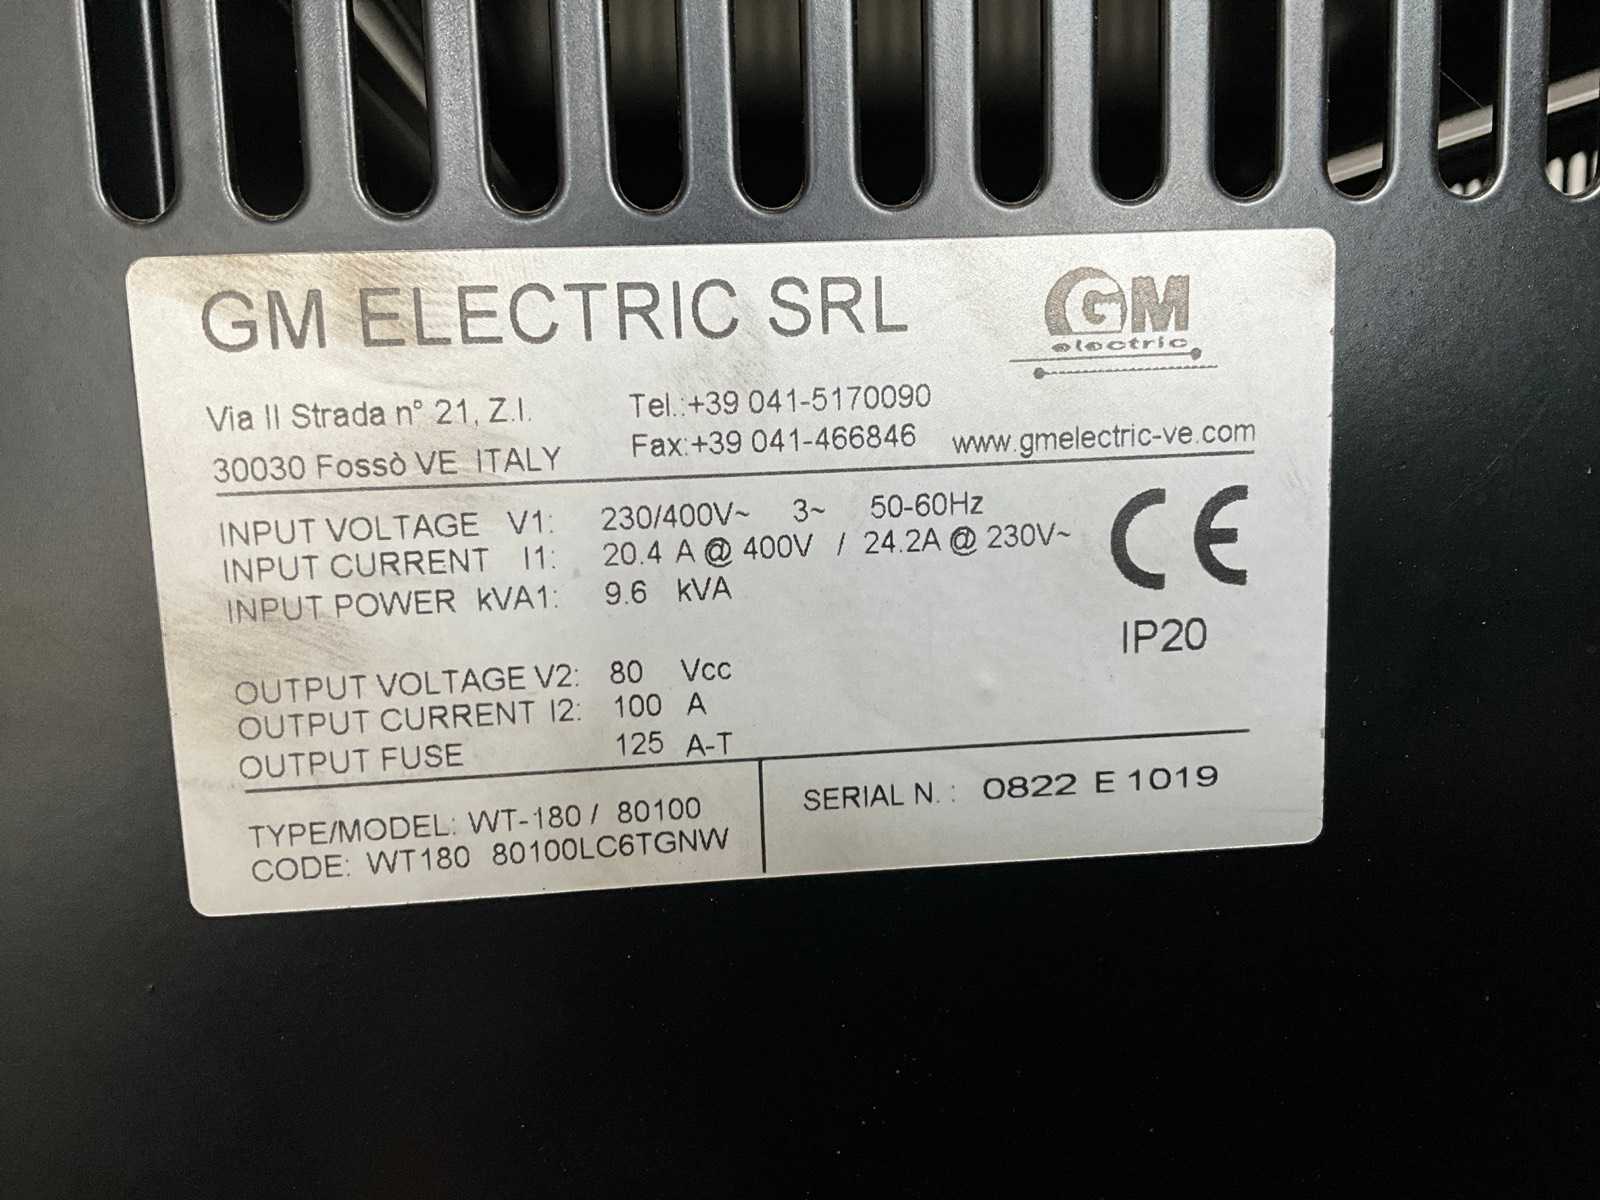 GM ELECTRIC SRL
GM
electric
Via II Strada n° 21, Z.I.
30030 Fossò VE ITALY
Tel.:+39 041-5170090
Fax:+39 041-466846
www.gmelectric-ve.com
INPUT VOLTAGE V1: 230/400V~ 3~ 50-60Hz
INPUT CURRENT I1: 20.4 A @ 400V / 24.2A @ 230V~
INPUT POWER kVA1: 9.6 kVA
CE
IP20
OUTPUT VOLTAGE V2: 80 Vcc
OUTPUT CURRENT I2: 100 A
OUTPUT FUSE 125 A-T
TYPE/MODEL: WT-180 / 80100
CODE: WT180 80100LC6TGNW
SERIAL N. : 0822 E 1019